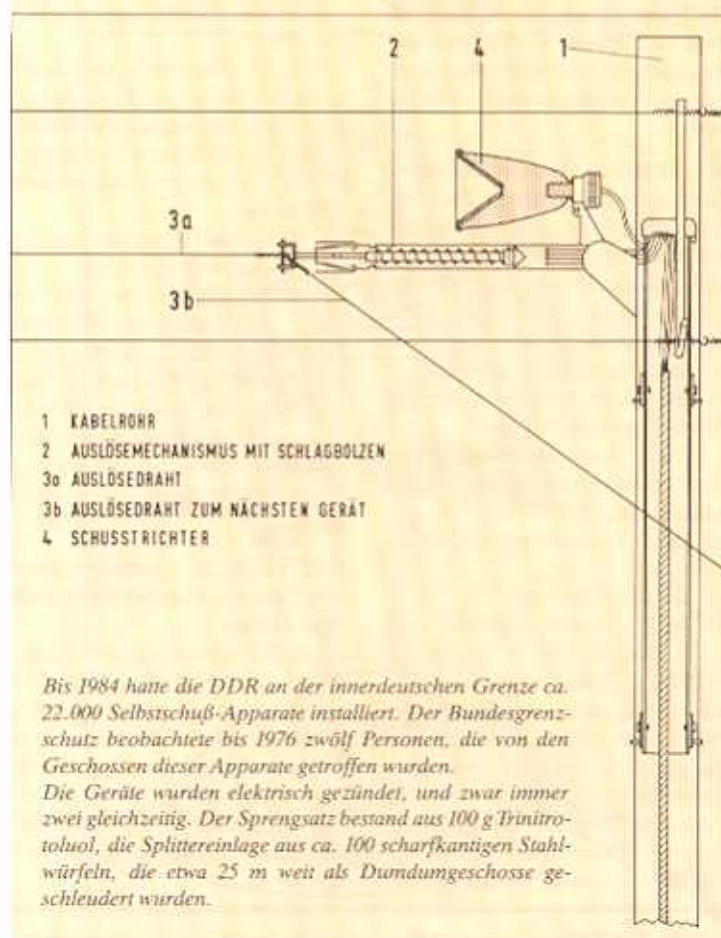 2
4
1
3a
3b
1 KABELROHR
2 AUSLÖSEMECHANISMUS MIT SCHLAGBOLZEN
3a AUSLÖSEDRAHT
3b AUSLÖSEDRAHT ZUM NÄCHSTEN GERÄT
4 SCHUSSTRICHTER
Bis 1984 hatte die DDR an der innerdeutschen Grenze ca.
22.000 Selbstschuß-Apparate installiert. Der Bundesgrenz-
schutz beobachtete bis 1976 zwölf Personen, die von den
Geschossen dieser Apparate getroffen wurden.
Die Geräte wurden elektrisch gezündet, und zwar immer
zwei gleichzeitig. Der Sprengsatz bestand aus 100 g Trinitro-
toluol, die Splittereinlage aus ca. 100 scharfkantigen Stahl-
würfeln, die etwa 25 m weit als Dumdumgeschosse ge-
schleudert wurden.